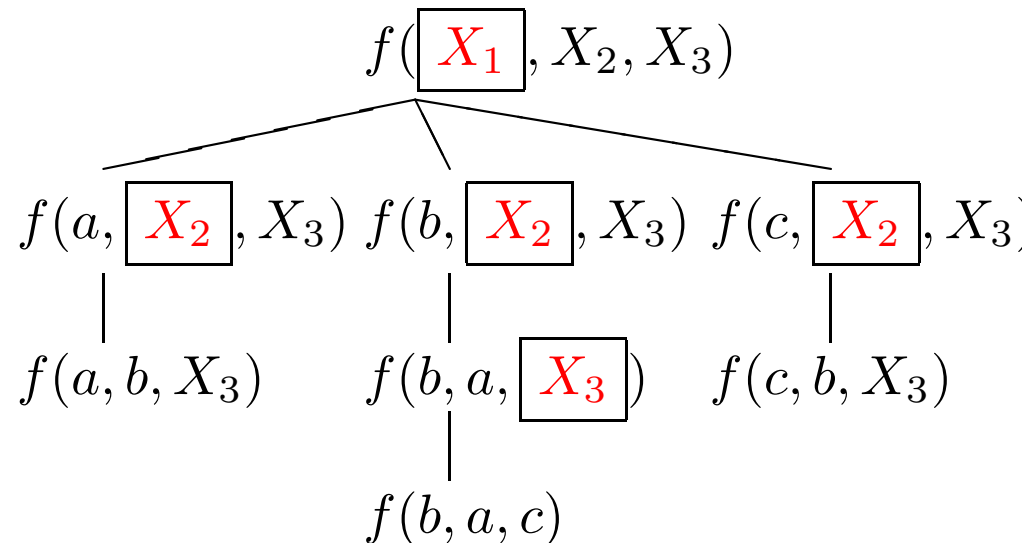 f(X₁, X₂, X₃)
f(a, X₂, X₃) f(b, X₂, X₃) f(c, X₂, X₃)
f(a, b, X₃) f(b, a, X₃) f(c, b, X₃)
f(b, a, c)